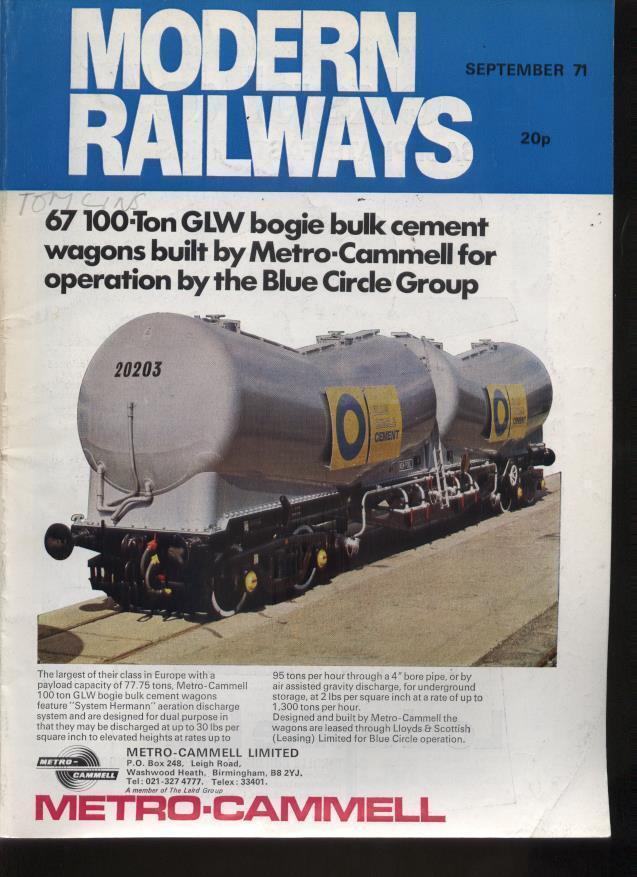 MODERN
RAILWAYS
SEPTEMBER 71
20p
67 100-Ton GLW bogie bulk cement
wagons built by Metro-Cammell for
operation by the Blue Circle Group
20203
CEMENT
CEMENT
The largest of their class in Europe with a
payload capacity of 77.75 tons, Metro-Cammell
100 ton GLW bogie bulk cement wagons
feature "System Hermann" aeration discharge
system and are designed for dual purpose in
that they may be discharged at up to 30 lbs per
square inch to elevated heights at rates up to
95 tons per hour through a 4" bore pipe, or by
air assisted gravity discharge, for underground
storage, at 2 lbs per square inch at a rate of up to
1,300 tons per hour.
Designed and built by Metro-Cammell the
wagons are leased through Lloyds & Scottish
(Leasing) Limited for Blue Circle operation.
METRO-
CAMMELL
METRO-CAMMELL LIMITED
P.O. Box 248, Leigh Road,
Washwood Heath, Birmingham, B8 2YJ.
Tel: 021-327 4777. Telex: 33401.
A member of The Laird Group
METRO-CAMMELL